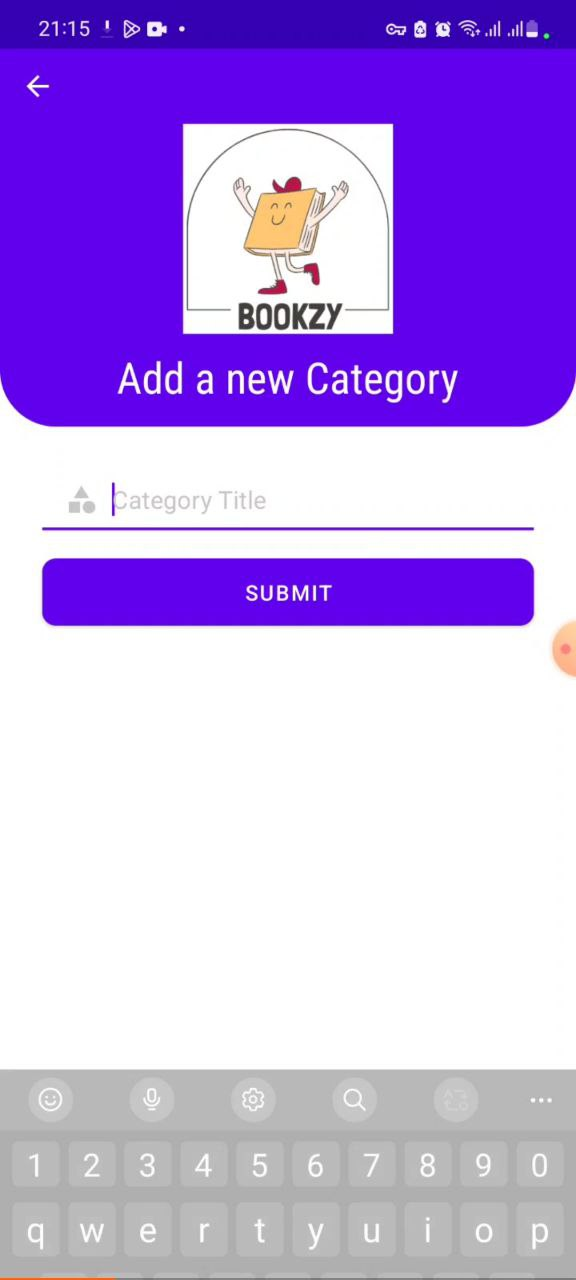 21:15
BOOKZY
Add a new Category
Category Title
SUBMIT
1 2 3 4 5 6 7 8 9 0
q w e r t y u i o p